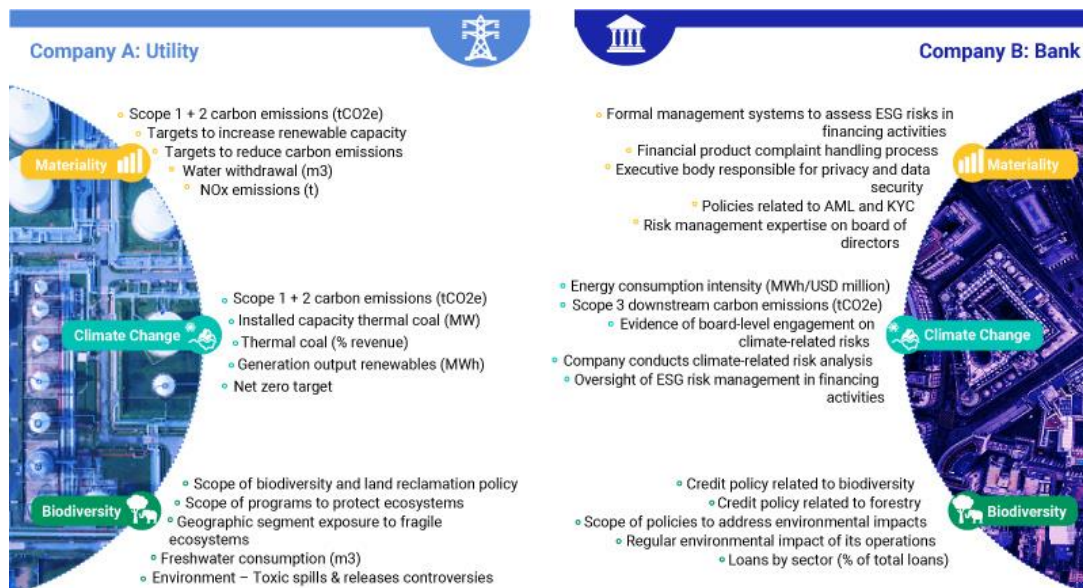 Company A: Utility
Materiality
Scope 1 + 2 carbon emissions (tCO2e)
Targets to increase renewable capacity
Targets to reduce carbon emissions
Water withdrawal (m3)
NOx emissions (t)
Climate Change
Scope 1 + 2 carbon emissions (tCO2e)
Installed capacity thermal coal (MW)
Thermal coal (% revenue)
Generation output renewables (MWh)
Net zero target
Biodiversity
Scope of biodiversity and land reclamation policy
Scope of programs to protect ecosystems
Geographic segment exposure to fragile
ecosystems
Freshwater consumption (m3)
Environment – Toxic spills & releases controversies
Company B: Bank
Materiality
Formal management systems to assess ESG risks in
financing activities
Financial product complaint handling process
Executive body responsible for privacy and data
security
Policies related to AML and KYC
Risk management expertise on board of
directors
Climate Change
Energy consumption intensity (MWh/USD million)
Scope 3 downstream carbon emissions (tCO2e)
Evidence of board-level engagement on
climate-related risks
Company conducts climate-related risk analysis
Oversight of ESG risk management in financing
activities
Biodiversity
Credit policy related to biodiversity
Credit policy related to forestry
Scope of policies to address environmental impacts
Regular environmental impact of its operations
Loans by sector (% of total loans)